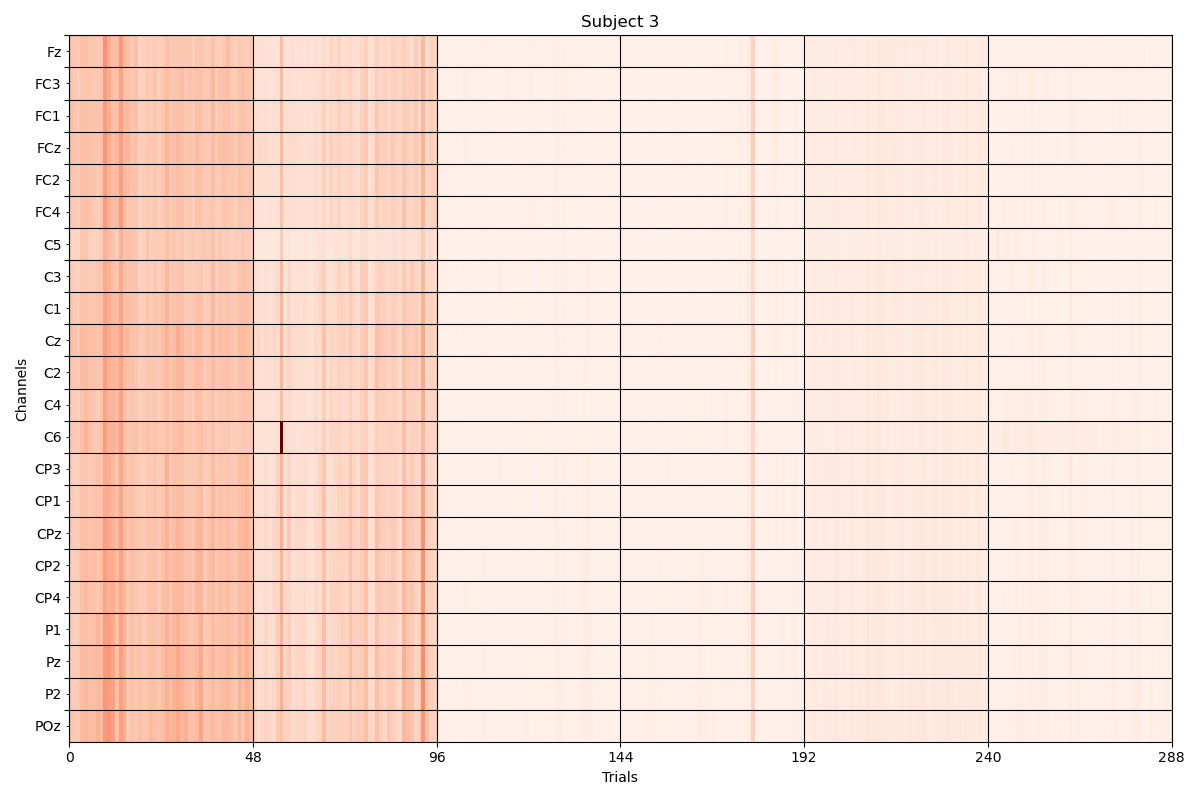 Subject 3
Fz
FC3
FC1
FCz
FC2
FC4
C5
C3
C1
Cz
C2
C4
C6
CP3
CP1
CPz
CP2
CP4
P1
Pz
P2
POz
Channels
0 48 96 144 192 240 288
Trials